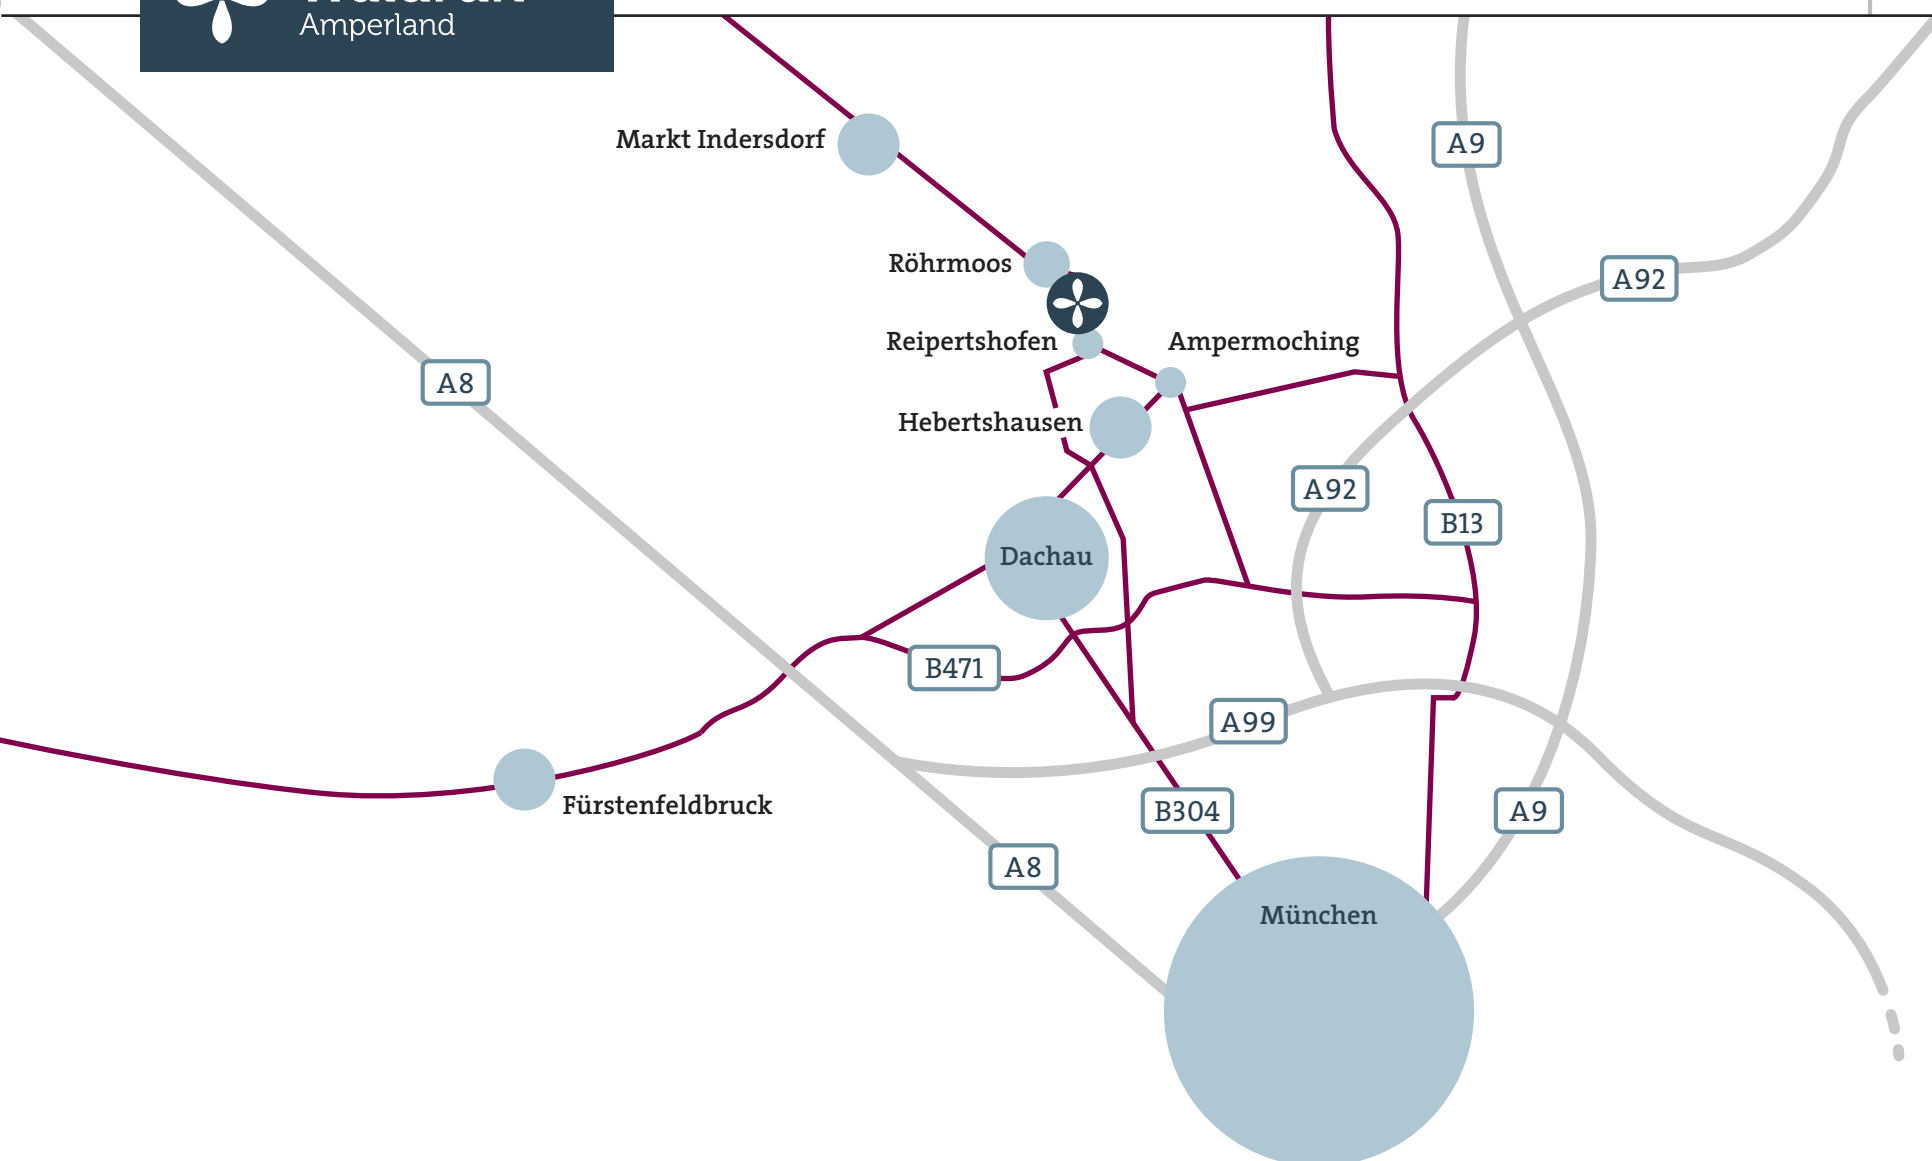 Amperland
Markt Indersdorf
A9
Röhrmoos
A92
Reipertshofen
Ampermoching
A8
Hebertshausen
A92
B13
Dachau
B471
A99
Fürstenfeldbruck
B304
A9
A8
München